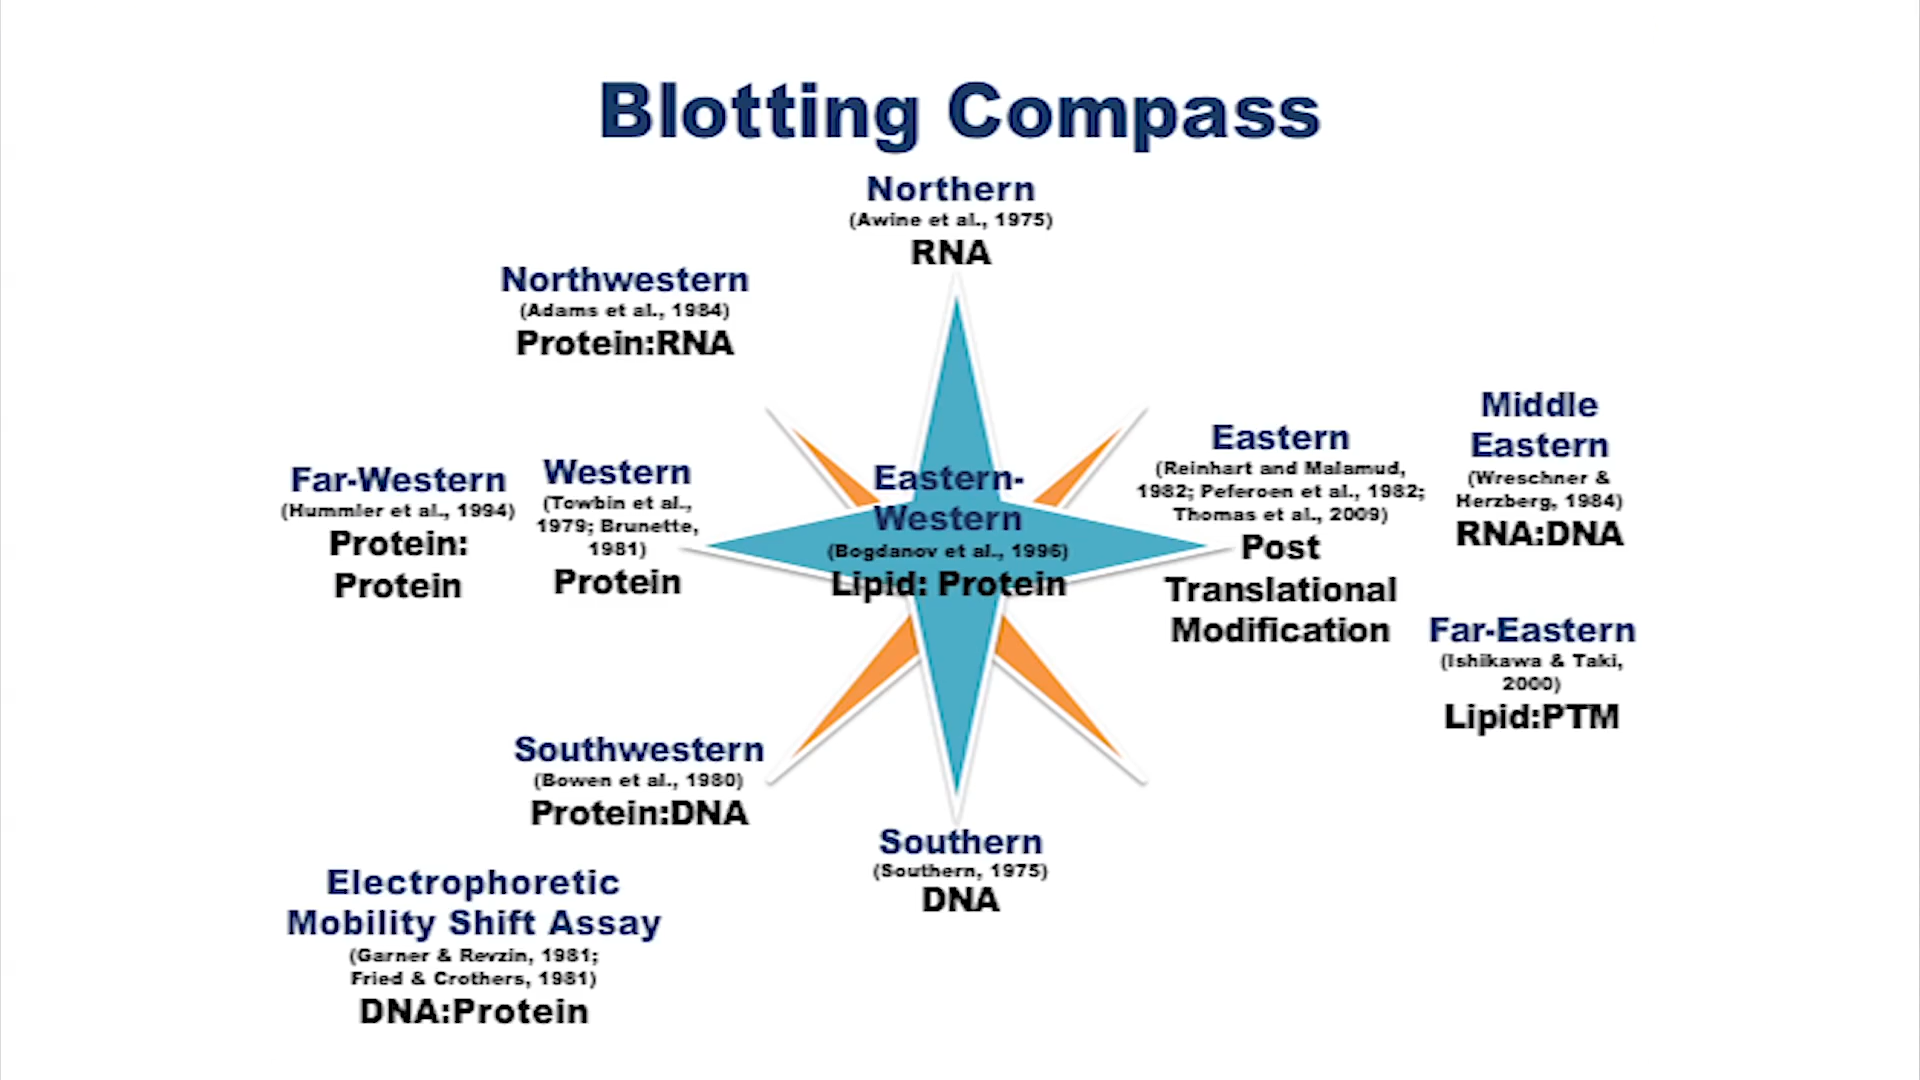 Blotting Compass
Northern
(Awine et al., 1975)
RNA
Northwestern
(Adams et al., 1984)
Protein:RNA
Far-Western
(Hummler et al., 1994)
Protein:
Protein
Western
(Towbin et al.,
1979; Brunette,
1981)
Protein
Eastern-
Western
(Bogdanov et al., 1996)
Lipid: Protein
Eastern
(Reinhart and Malamud,
1982; Peferoen et al., 1982;
Thomas et al., 2009)
Post
Translational
Modification
Middle
Eastern
(Wreschner &
Herzberg, 1984)
RNA:DNA
Far-Eastern
(Ishikawa & Taki,
2000)
Lipid:PTM
Southwestern
(Bowen et al., 1980)
Protein:DNA
Southern
(Southern, 1975)
DNA
Electrophoretic
Mobility Shift Assay
(Garner & Revzin, 1981;
Fried & Crothers, 1981)
DNA:Protein